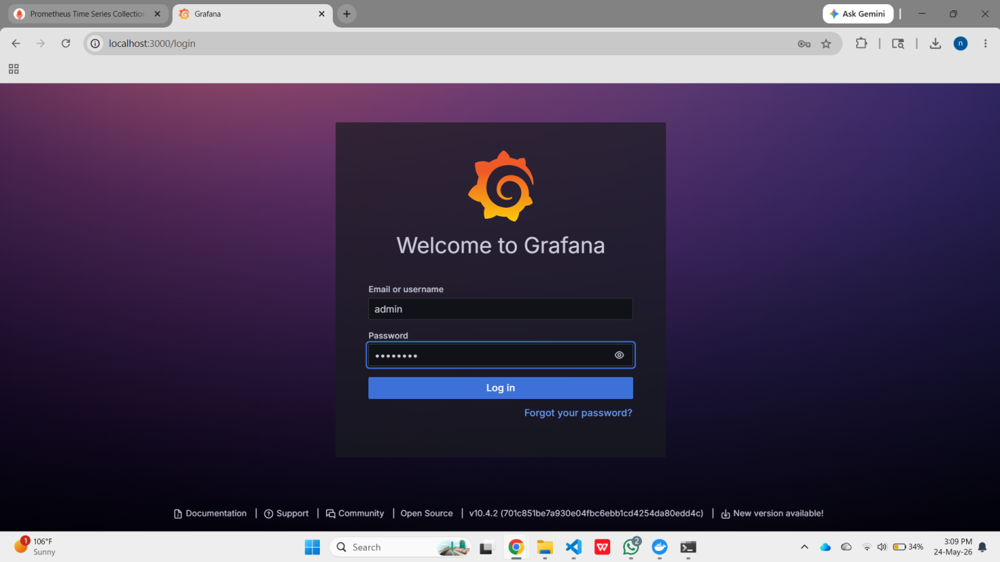 Prometheus Time Series Collection
Grafana
Ask Gemini
localhost:3000/login
n
Welcome to Grafana
Email or username
admin
Password
••••••••
Log in
Forgot your password?
Documentation | Support | Community | Open Source | v10.4.2 (701c851be7a930e04fbc6ebb1cd4254da80edd4c) | New version available!
1
106°F
Sunny
Search
W
2
34%
3:09 PM
24-May-26